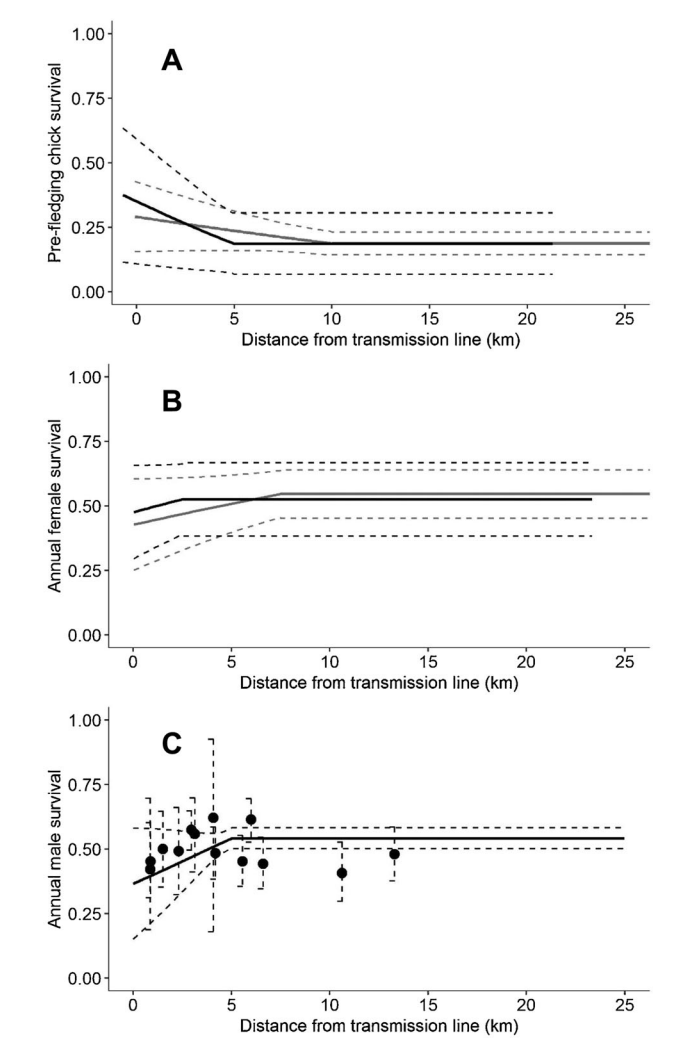 A
Pre-fledging chick survival
1.00
0.75
0.50
0.25
0.00
0 5 10 15 20 25
Distance from transmission line (km)
B
Annual female survival
1.00
0.75
0.50
0.25
0.00
0 5 10 15 20 25
Distance from transmission line (km)
C
Annual male survival
1.00
0.75
0.50
0.25
0.00
0 5 10 15 20 25
Distance from transmission line (km)